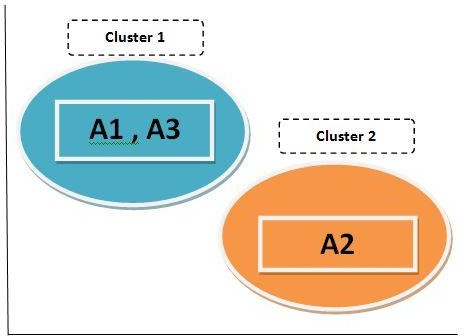 Cluster 1
A1 , A3
Cluster 2
A2